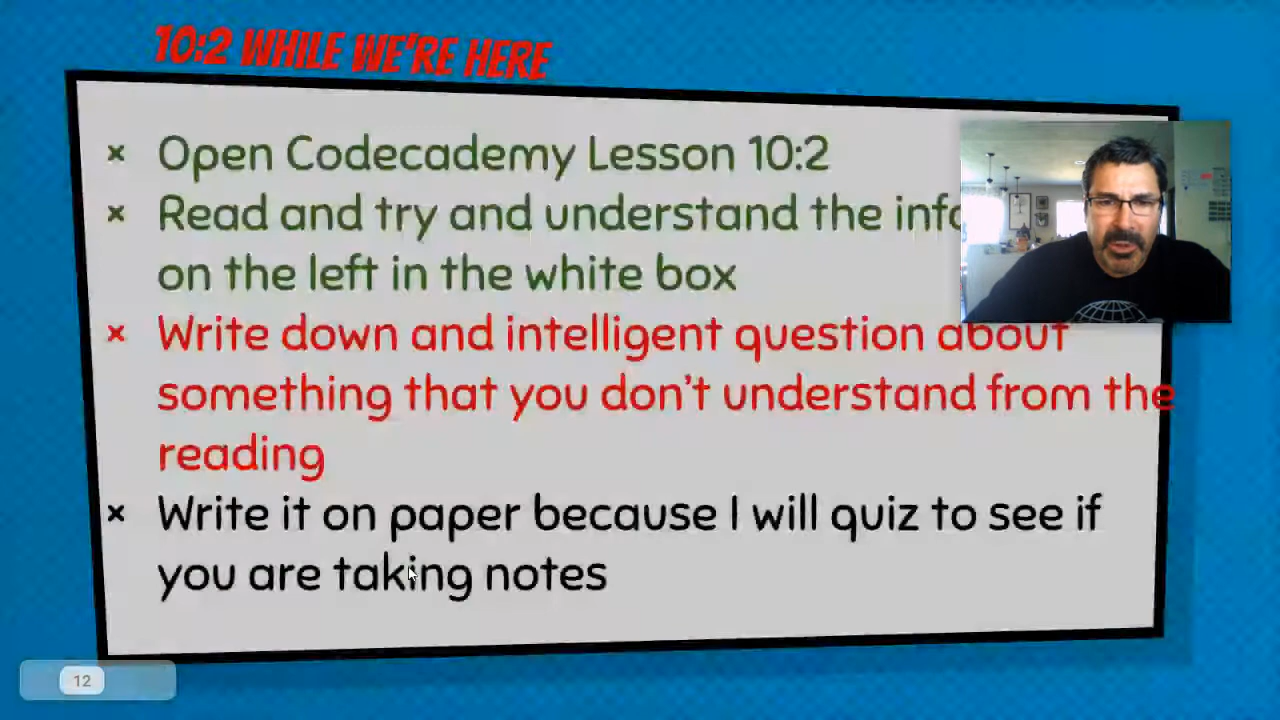 10:2 WHILE WE'RE HERE
× Open Codecademy Lesson 10:2
× Read and try and understand the info
on the left in the white box
× Write down and intelligent question about
something that you don't understand from the
reading
× Write it on paper because I will quiz to see if
you are taking notes
12